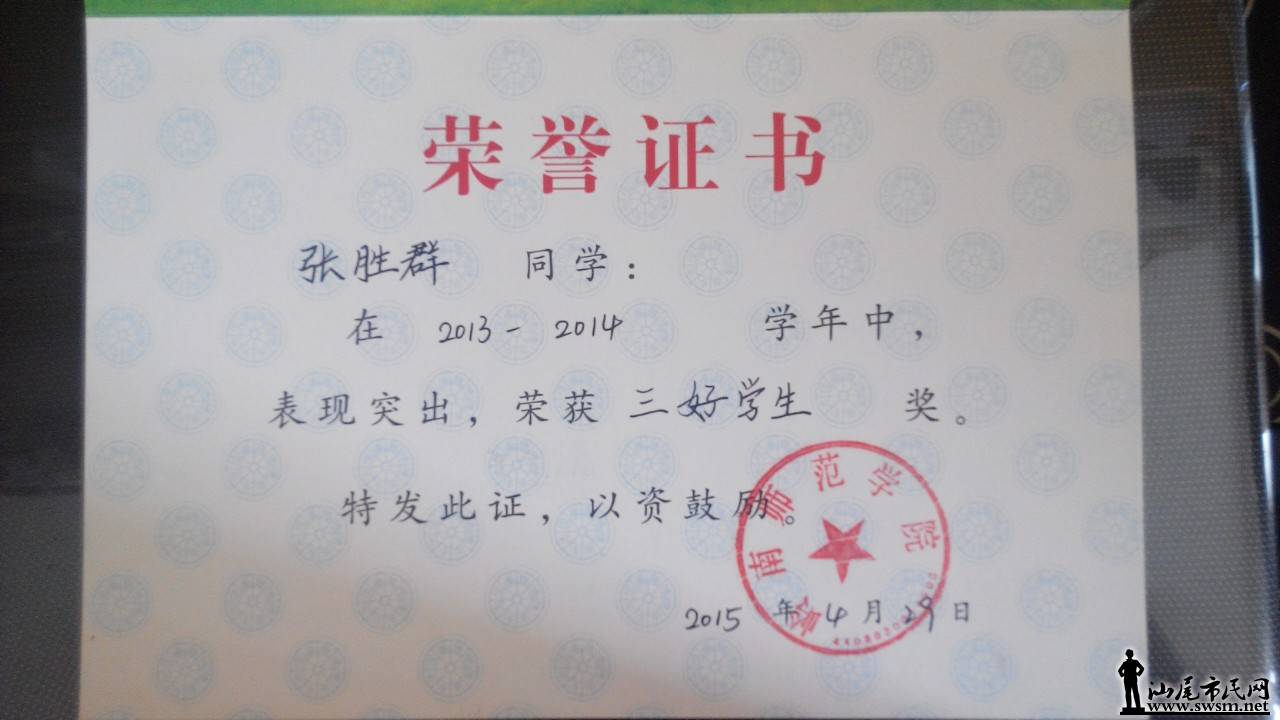 荣誉证书
张胜群 同学：
在 2013 - 2014 学年中，
表现突出，荣获 三好学生 奖。
特发此证，以资鼓励。
南师范学院
2015 年 4 月 29 日
汕尾市民网
www.swsm.net